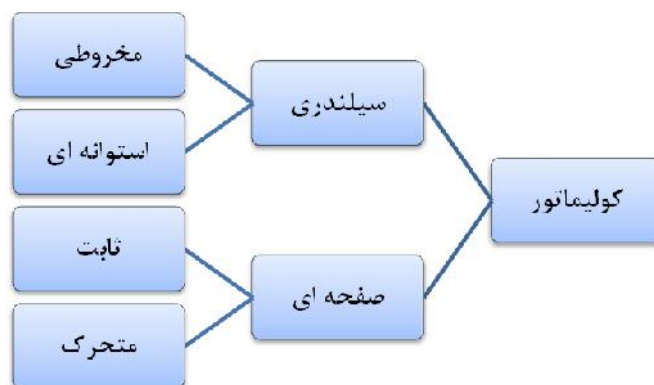 کولیماتور
سیلندری
مخروطی
استوانه ای
صفحه ای
ثابت
متحرک